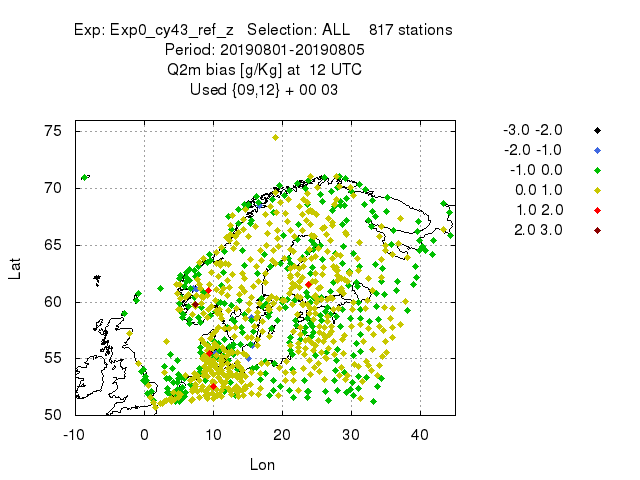 Exp: Exp0_cy43_ref_z Selection: ALL 817 stations
Period: 20190801-20190805
Q2m bias [g/Kg] at 12 UTC
Used {09,12} + 00 03
-3.0 -2.0
-2.0 -1.0
-1.0 0.0
0.0 1.0
1.0 2.0
2.0 3.0
75
70
65
60
55
50
Lat
-10 0 10 20 30 40
Lon